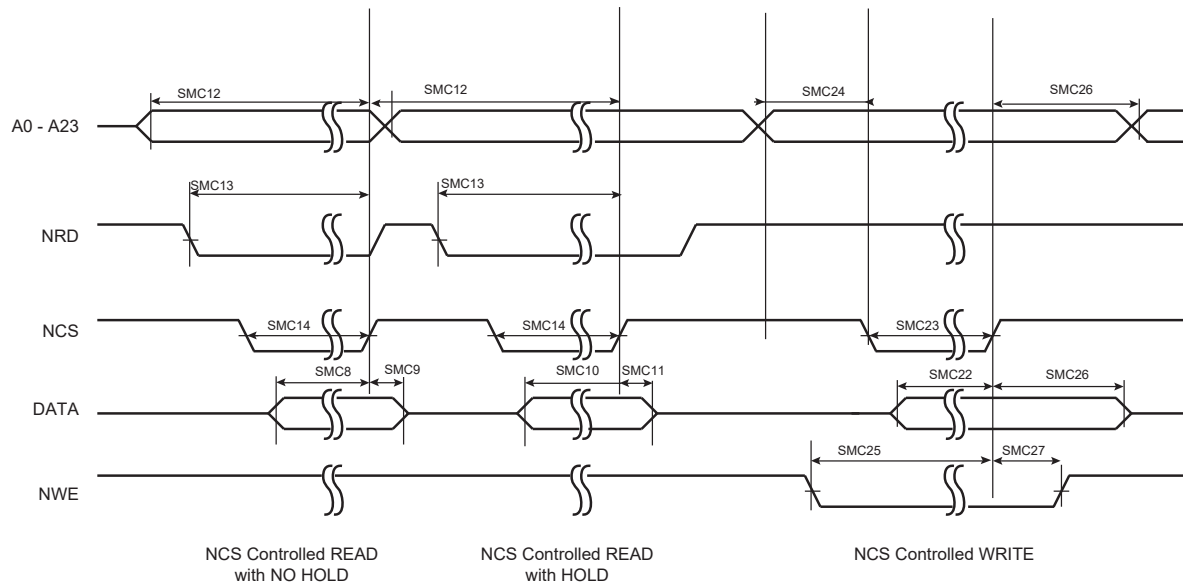 SMC12
SMC12
SMC24
SMC26
A0 - A23
SMC13
SMC13
NRD
NCS
SMC14
SMC14
SMC23
SMC8
SMC9
SMC10
SMC11
SMC22
SMC26
DATA
SMC25
SMC27
NWE
NCS Controlled READ
with NO HOLD
NCS Controlled READ
with HOLD
NCS Controlled WRITE